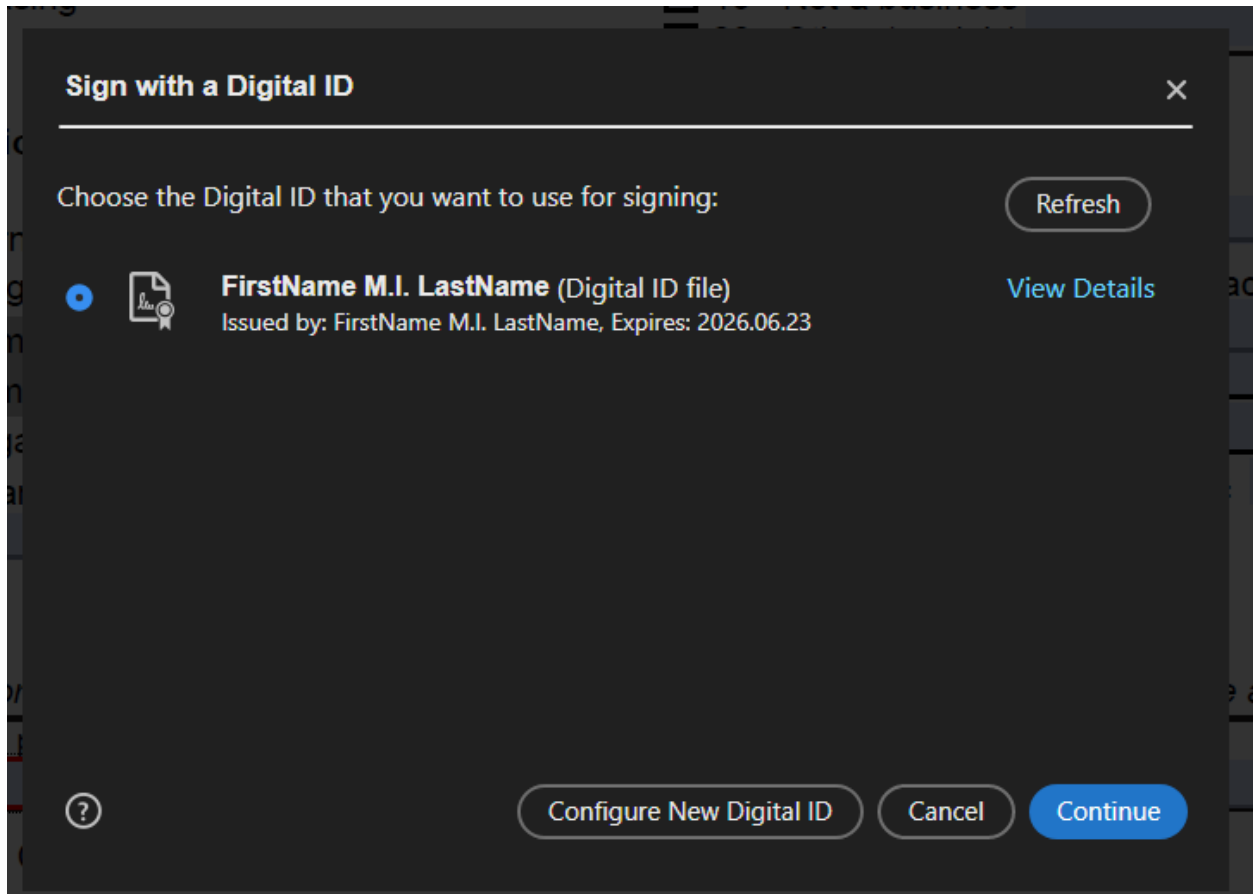 Sign with a Digital ID
Choose the Digital ID that you want to use for signing:
Refresh
FirstName M.I. LastName (Digital ID file)
View Details
Issued by: FirstName M.I. LastName, Expires: 2026.06.23
Configure New Digital ID
Cancel
Continue